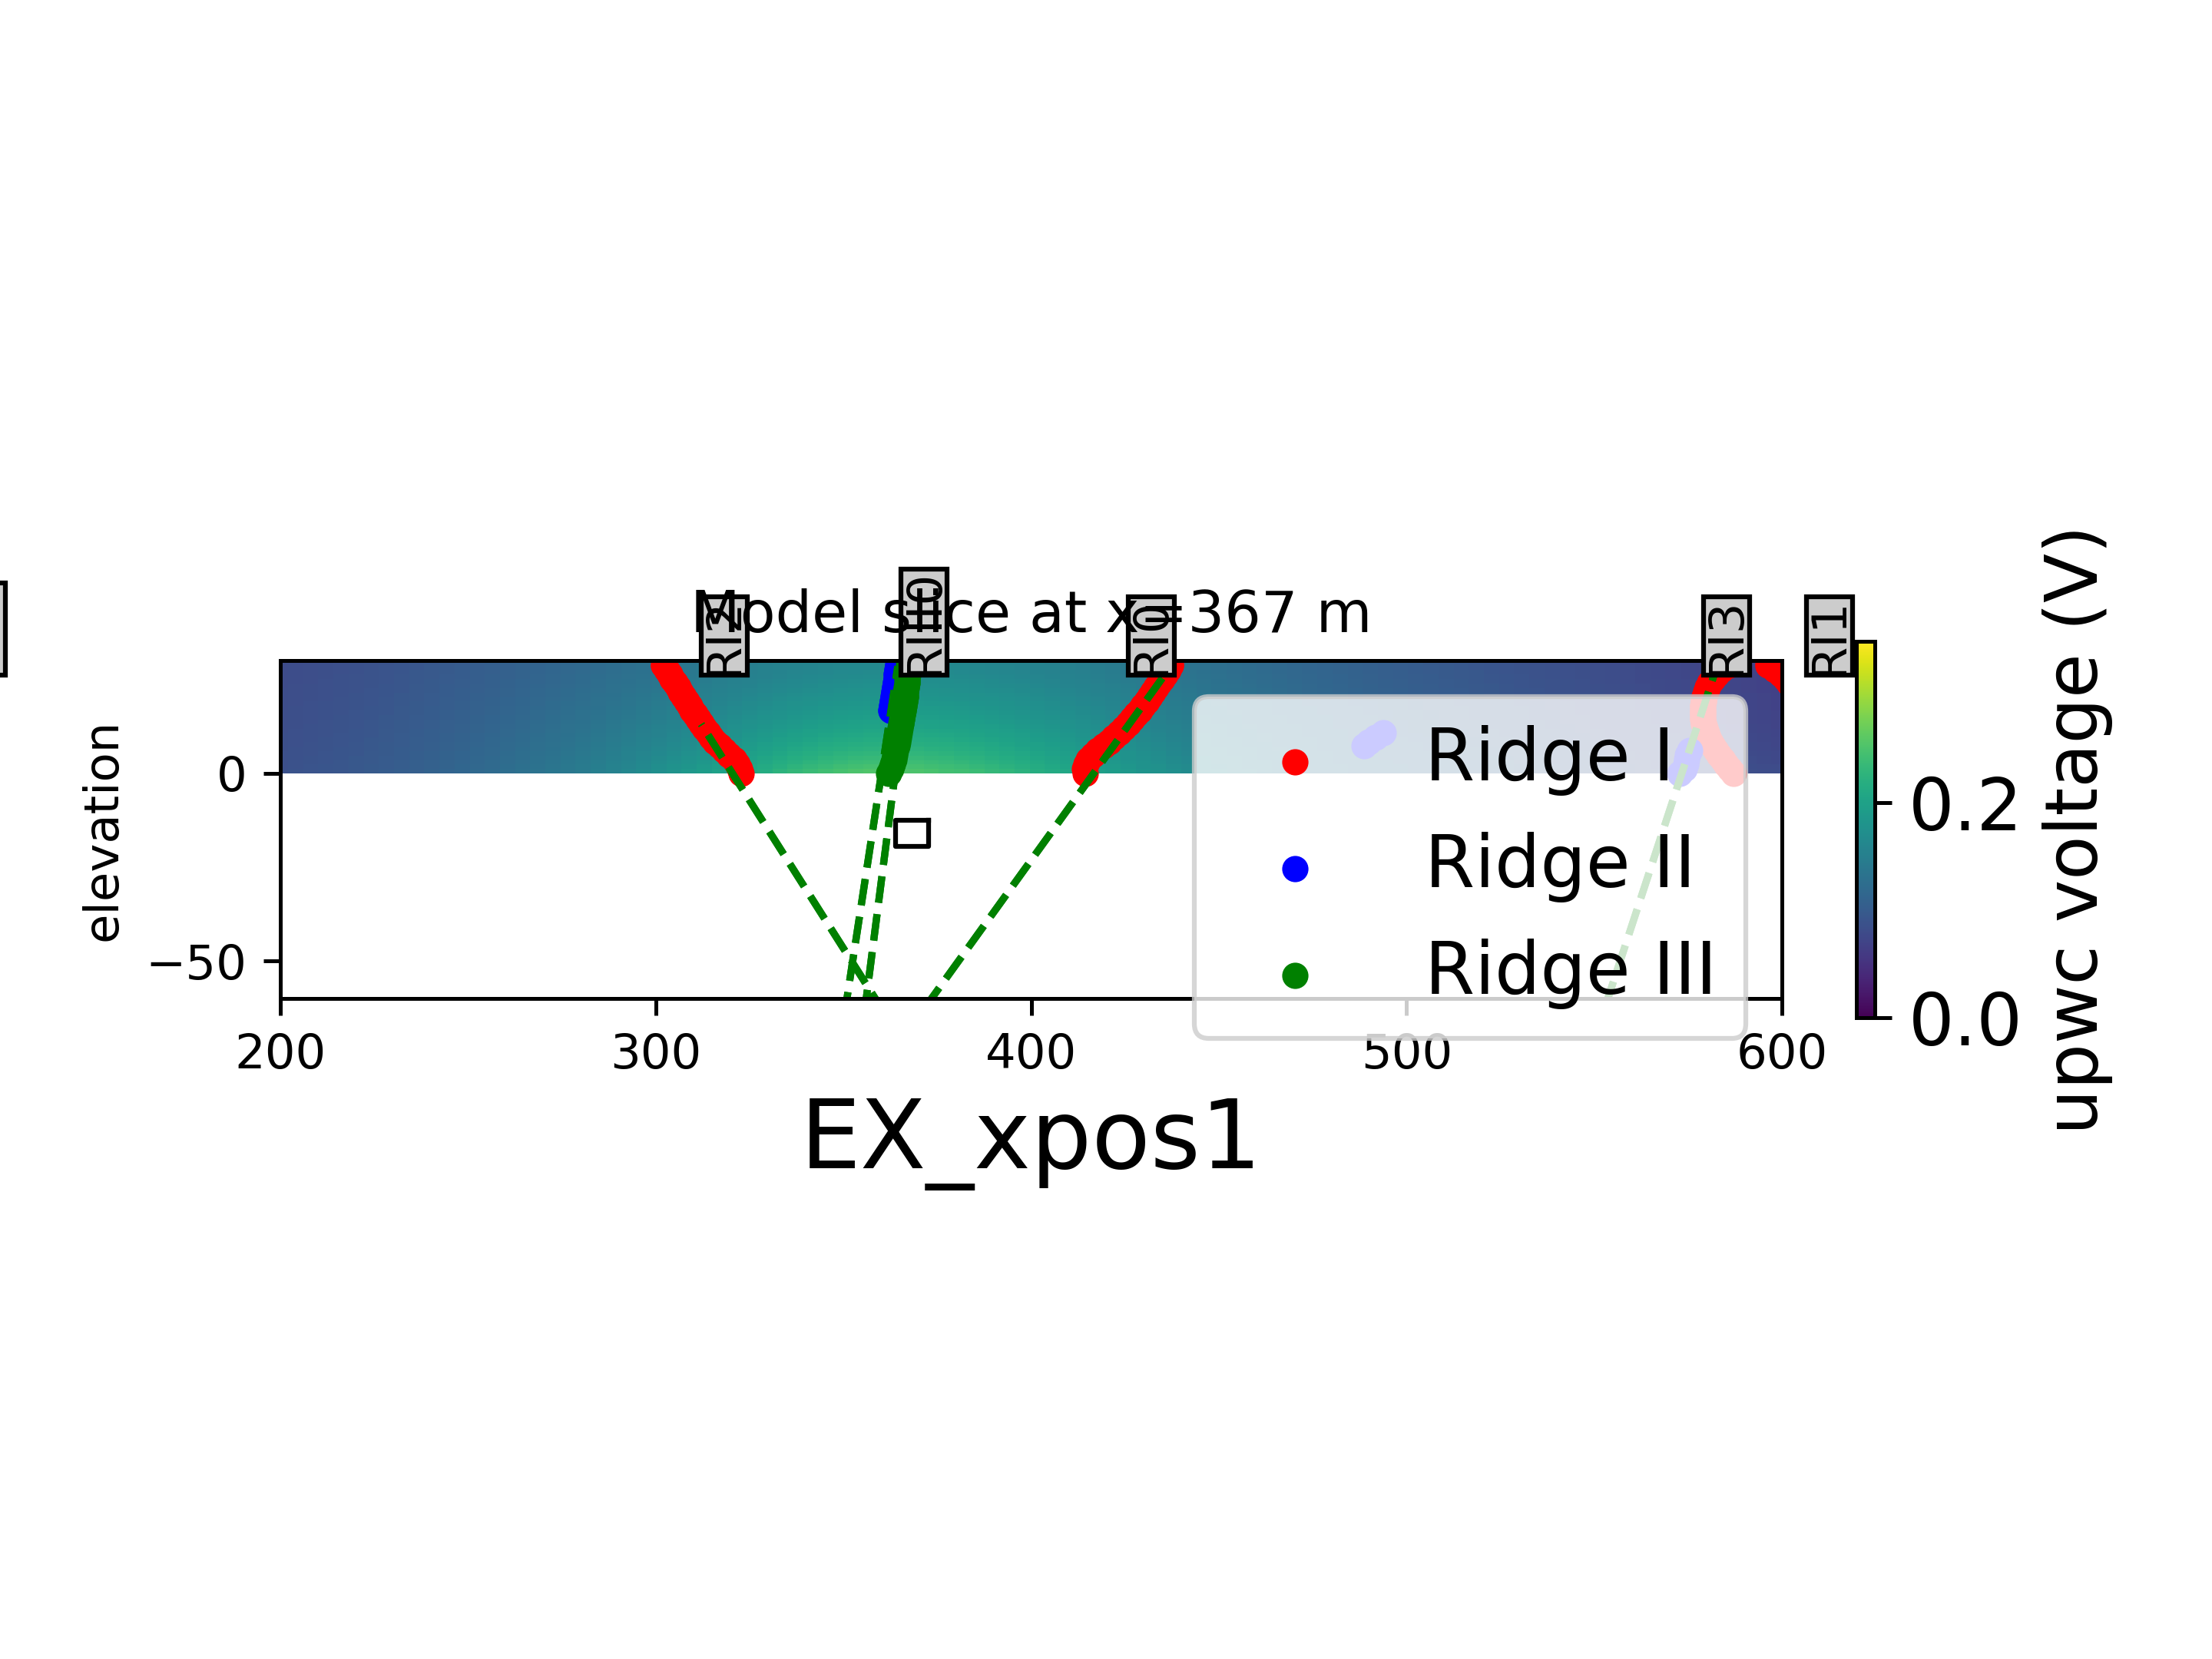 Model slice at x=367 m
RI2
RI0
RI3
RI1
elevation
0
−50
200
300
400
500
600
EX_xpos1
Ridge I
Ridge II
Ridge III
0.2
0.0
upwc voltage (V)